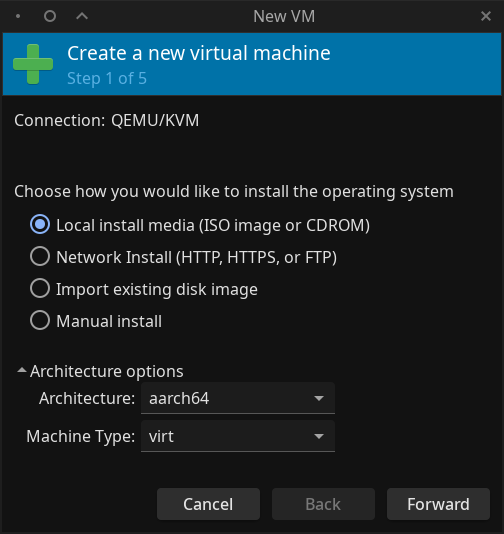 New VM
Create a new virtual machine
Step 1 of 5
Connection: QEMU/KVM
Choose how you would like to install the operating system
Local install media (ISO image or CDROM)
Network Install (HTTP, HTTPS, or FTP)
Import existing disk image
Manual install
Architecture options
Architecture: aarch64
Machine Type: virt
Cancel Back Forward